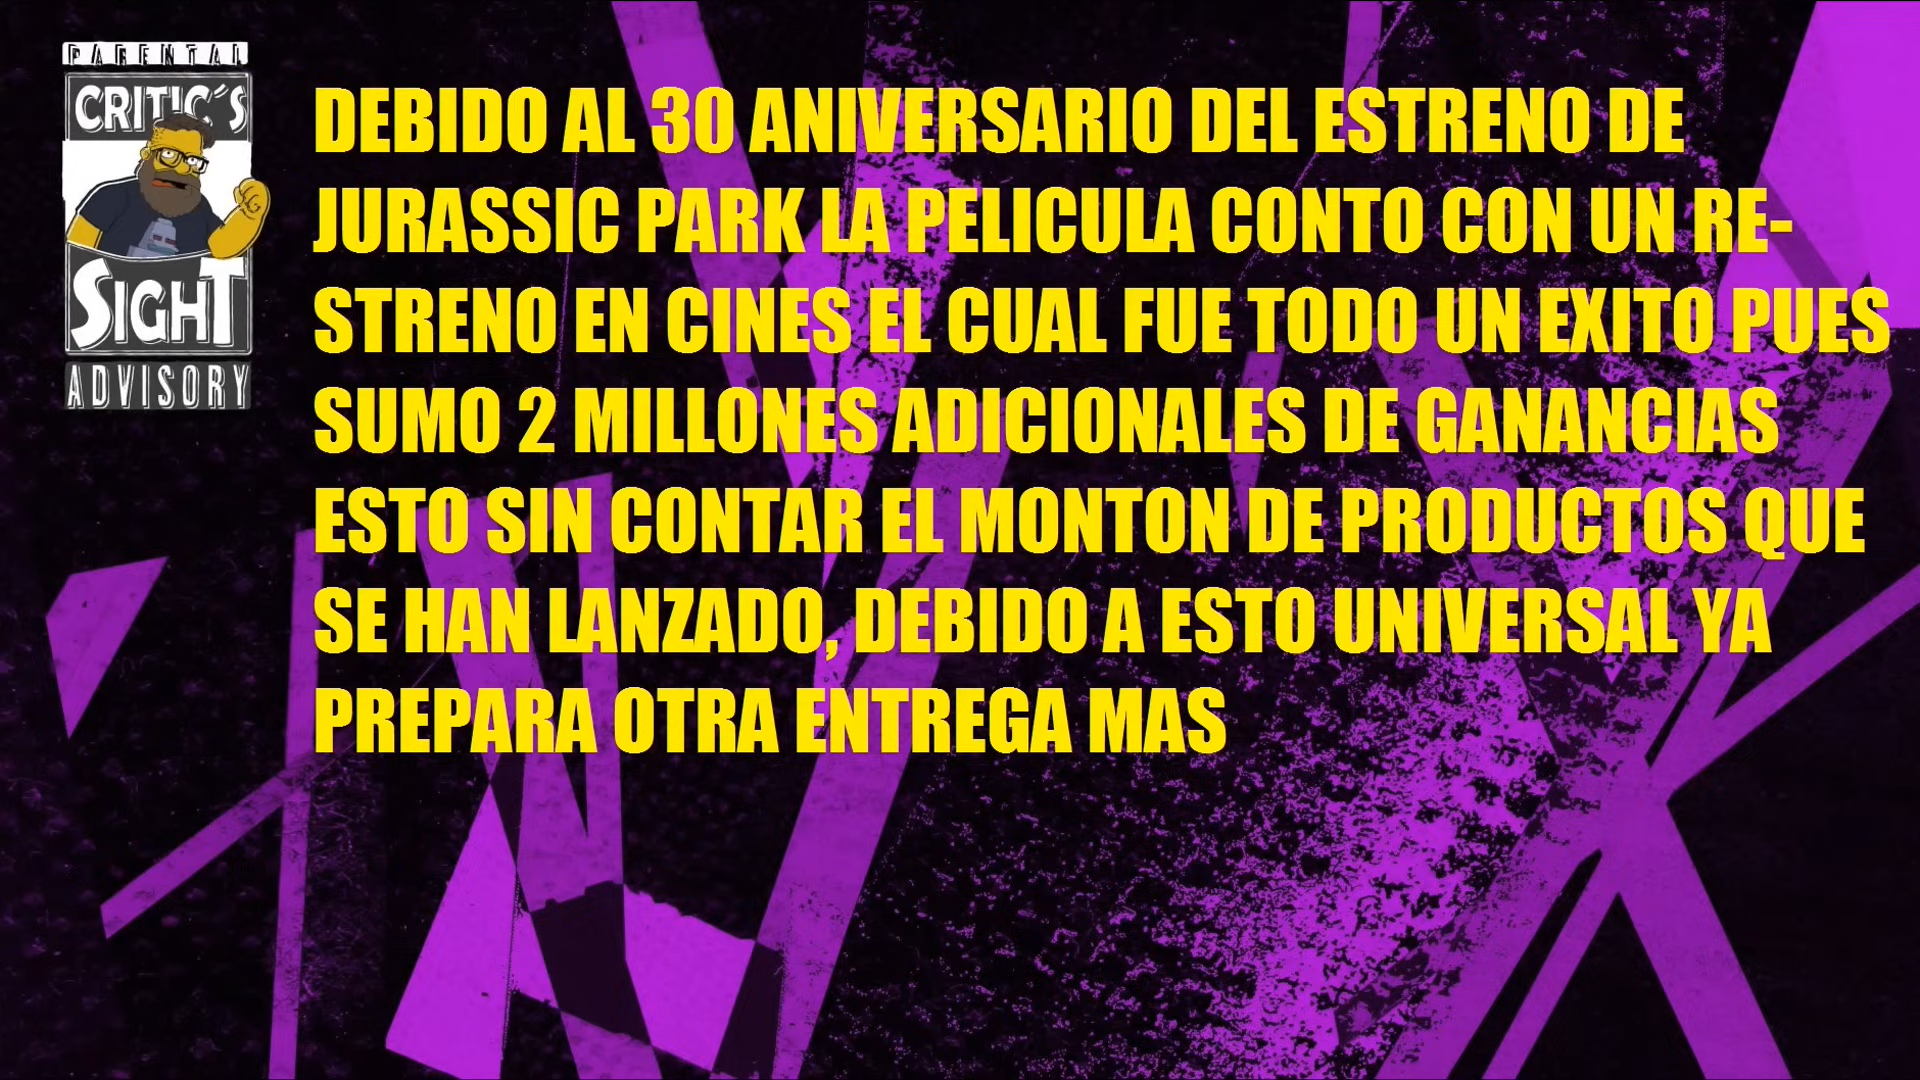 PARENTAL
CRITIC´S
SIGHT
ADVISORY
DEBIDO AL 30 ANIVERSARIO DEL ESTRENO DE
JURASSIC PARK LA PELICULA CONTO CON UN RE-
STRENO EN CINES EL CUAL FUE TODO UN EXITO PUES
SUMO 2 MILLONES ADICIONALES DE GANANCIAS
ESTO SIN CONTAR EL MONTON DE PRODUCTOS QUE
SE HAN LANZADO, DEBIDO A ESTO UNIVERSAL YA
PREPARA OTRA ENTREGA MAS